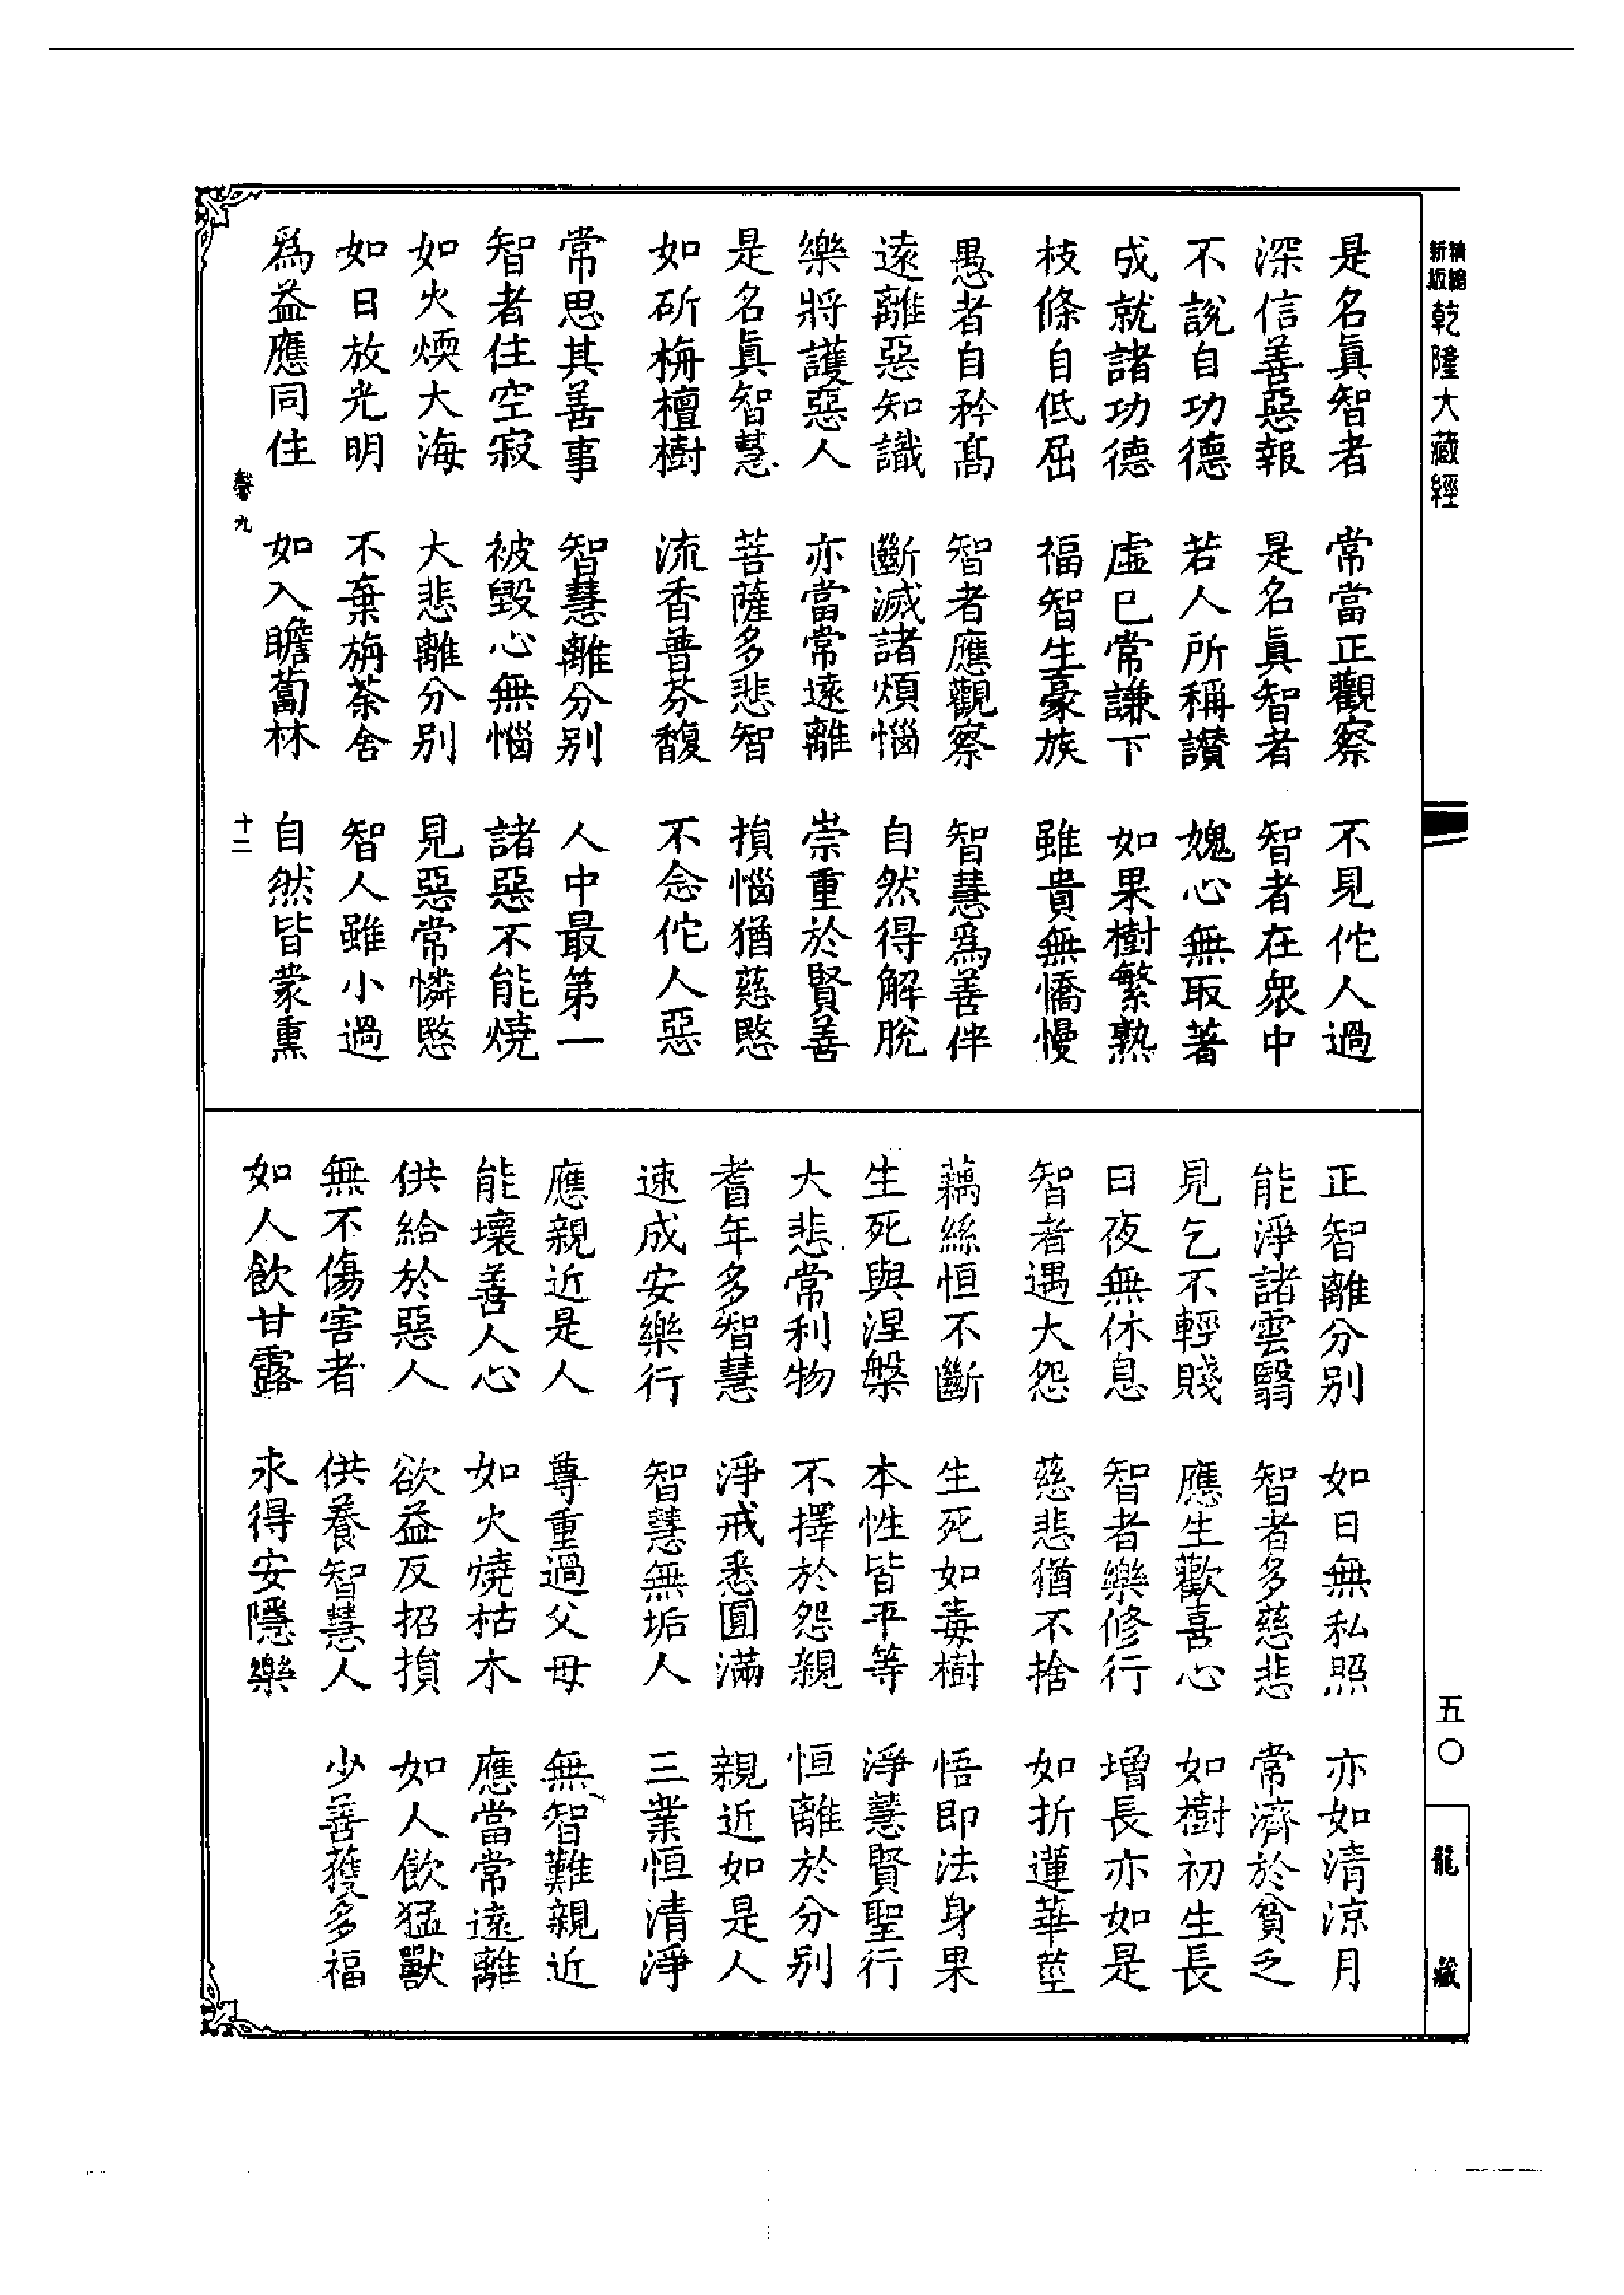 新版
精縮
乾隆大藏經
是名眞智者　常當正觀察　不見佗人過
深信善惡報　是名眞智者　智者在衆中
不說自功德　若人所稱讃　媿心無取著
成就諸功德　虛已常謙下　如果樹繁熟
枝條自低屈　福智生豪族　雖貴無憍慢
愚者自矜髙　智者應觀察　智慧爲善伴
遠離惡知識　斷滅諸煩惱　自然得解脫
樂將護惡人　亦當常遠離　崇重於賢善
是名眞智慧　菩薩多悲智　損惱猶慈愍
如斫栴檀樹　流香普芬馥　不念佗人惡
常思其善事　智慧離分别　人中最第一
智者住空寂　被毀心無惱　諸惡不能燒
如火煗大海　大悲離分别　見惡常憐愍
如日放光明　不棄旃荼舍　智人雖小過
爲益應同住　如入瞻蔔林　自然皆蒙熏
馨九　十二
正智離分别　如日無私照　亦如清涼月
能淨諸雲翳　智者多慈悲　常濟於貧乏
見乞不輕賤　應生歡喜心　如樹初生長
日夜無休息　智者樂修行　增長亦如是
智者遇大怨　慈悲猶不捨　如折蓮華莖
藕絲恒不斷　生死如毒樹　悟即法身果
生死與涅槃　本性皆平等　淨慧賢聖行
大悲常利物　不擇於怨親　恒離於分别
耆年多智慧　淨戒悉圓滿　親近如是人
速成安樂行　智慧無垢人　三業恒清淨
應親近是人　尊重過父母　無智難親近
能壞善人心　如火燒枯木　應當常遠離
供給於惡人　欲益反招損　如人飲猛獸
無不傷害者　供養智慧人　少善獲多福
如人飲甘露　永得安隱樂
五〇
龍藏